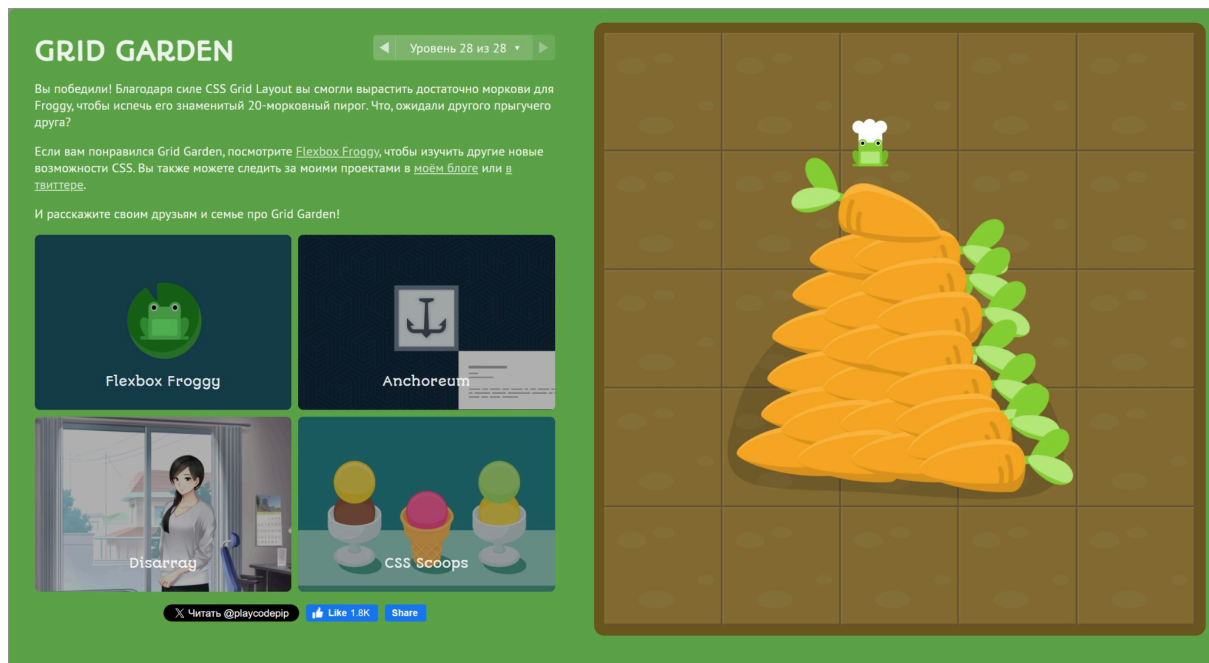 GRID GARDEN
Уровень 28 из 28
Вы победили! Благодаря силе CSS Grid Layout вы смогли вырастить достаточно моркови для
Froggy, чтобы испечь его знаменитый 20-морковный пирог. Что, ожидали другого прыгучего
друга?
Если вам понравился Grid Garden, посмотрите Flexbox Froggy, чтобы изучить другие новые
возможности CSS. Вы также можете следить за моими проектами в моём блоге или в
твиттере.
И расскажите своим друзьям и семье про Grid Garden!
Flexbox Froggy
Anchoreum
Disarray
CSS Scoops
Читать @playcodepip
Like 1.8K
Share